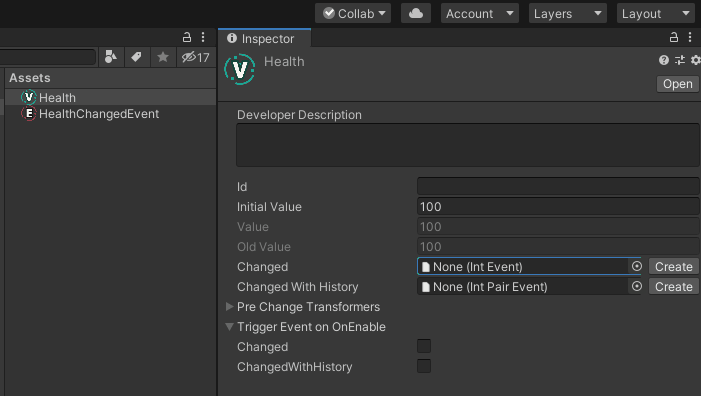 Collab Account Layers Layout
17
Inspector
Assets
V Health
E HealthChangedEvent
V Health
Open
Developer Description
Id
Initial Value 100
Value 100
Old Value 100
Changed None (Int Event) Create
Changed With History None (Int Pair Event) Create
Pre Change Transformers
Trigger Event on OnEnable
Changed
ChangedWithHistory